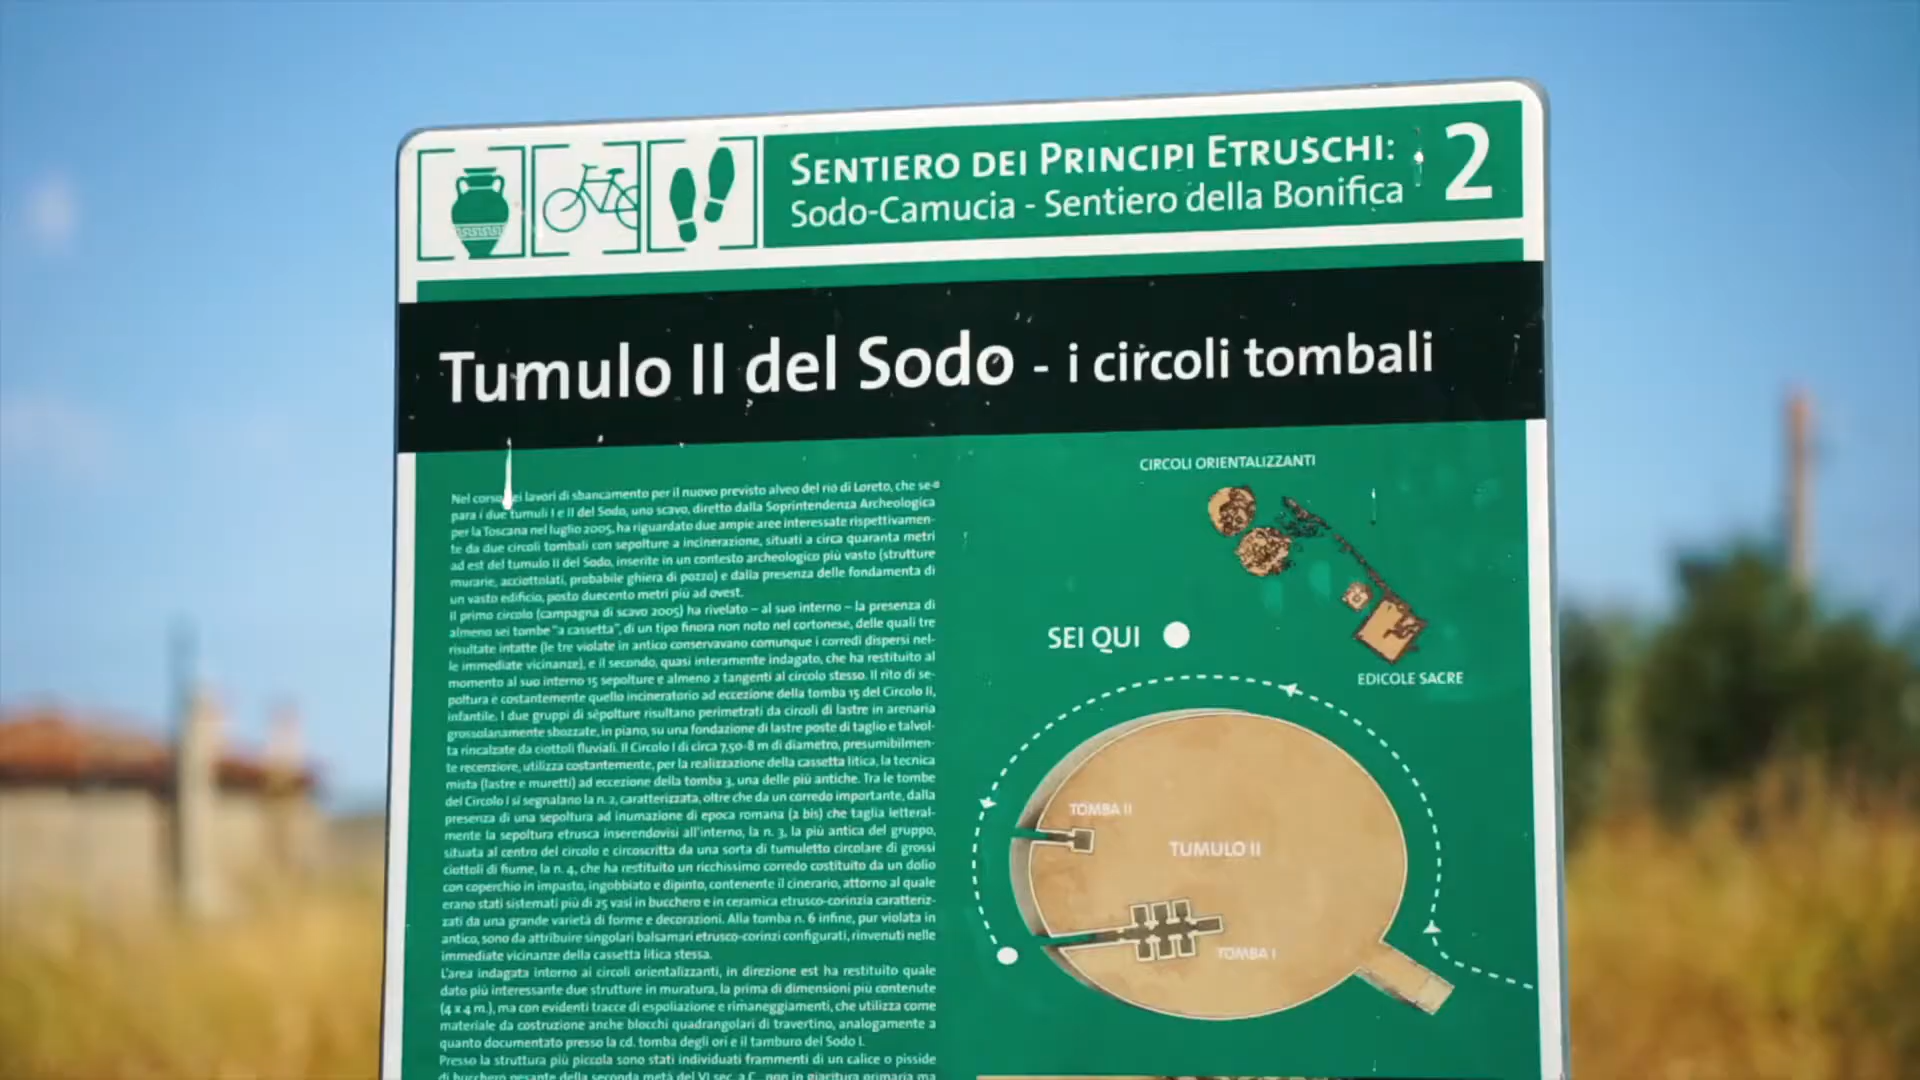 SENTIERO DEI PRINCIPI ETRUSCHI:
Sodo-Camucia - Sentiero della Bonifica
2
Tumulo II del Sodo - i circoli tombali
Nel corso ei lavori di sbancamento per il nuovo previsto alveo del rio di Loreto, che se-
para i due tumuli I e II del Sodo, uno scavo, diretto dalla Soprintendenza Archeologica
per la Toscana nel luglio 2005, ha riguardato due ampie aree interessate rispettivamen-
te da due circoli tombali con sepolture a incinerazione, situati a circa quaranta metri
ad est del tumulo II del Sodo, inserite in un contesto archeologico più vasto (strutture
murarie, acciottolati, probabile ghiera di pozzo) e dalla presenza delle fondamenta di
un vasto edificio, posto duecento metri più ad ovest.
Il primo circolo (campagna di scavo 2005) ha rivelato – al suo interno – la presenza di
almeno sei tombe "a cassetta", di un tipo finora non noto nel cortonese, delle quali tre
risultate intatte (le tre violate in antico conservavano comunque i corredi dispersi nel-
le immediate vicinanze), e il secondo, quasi interamente indagato, che ha restituito al
momento al suo interno 15 sepolture e almeno 2 tangenti al circolo stesso. Il rito di se-
poltura è costantemente quello incineratorio ad eccezione della tomba 15 del Circolo II,
infantile. I due gruppi di sepolture risultano perimetrati da circoli di lastre in arenaria
grossolanamente sbozzate, in piano, su una fondazione di lastre poste di taglio e talvol-
ta rincalzate da ciottoli fluviali. Il Circolo I di circa 7,50-8 m di diametro, presumibilmen-
te recenziore, utilizza costantemente, per la realizzazione della cassetta litica, la tecnica
mista (lastre e muretti) ad eccezione della tomba 3, una delle più antiche. Tra le tombe
del Circolo I si segnalano la n. 2, caratterizzata, oltre che da un corredo importante, dalla
presenza di una sepoltura ad inumazione di epoca romana (2 bis) che taglia letteral-
mente la sepoltura etrusca inserendovisi all'interno, la n. 3, la più antica del gruppo,
situata al centro del circolo e circoscritta da una sorta di tumuletto circolare di grossi
ciottoli di fiume, la n. 4, che ha restituito un ricchissimo corredo costituito da un dolio
con coperchio in impasto, ingobbiato e dipinto, contenente il cinerario, attorno al quale
erano stati sistemati più di 25 vasi in bucchero e in ceramica etrusco-corinzia caratteriz-
zati da una grande varietà di forme e decorazioni. Alla tomba n. 6 infine, pur violata in
antico, sono da attribuire singolari balsamari etrusco-corinzi configurati, rinvenuti nelle
immediate vicinanze della cassetta litica stessa.
L'area indagata intorno ai circoli orientalizzanti, in direzione est ha restituito quale
dato più interessante due strutture in muratura, la prima di dimensioni più contenute
(4 x 4 m.), ma con evidenti tracce di espoliazione e rimaneggiamenti, che utilizza come
materiale da costruzione anche blocchi quadrangolari di travertino, analogamente a
quanto documentato presso la cd. tomba degli ori e il tamburo del Sodo I.
Presso la struttura più piccola sono stati individuati frammenti di un calice o pisside
di bucchero pesante della seconda metà del VI sec. a.C., non in giacitura primaria ma
CIRCOLI ORIENTALIZZANTI
SEI QUI
EDICOLE SACRE
TOMBA II
TUMULO II
TOMBA I